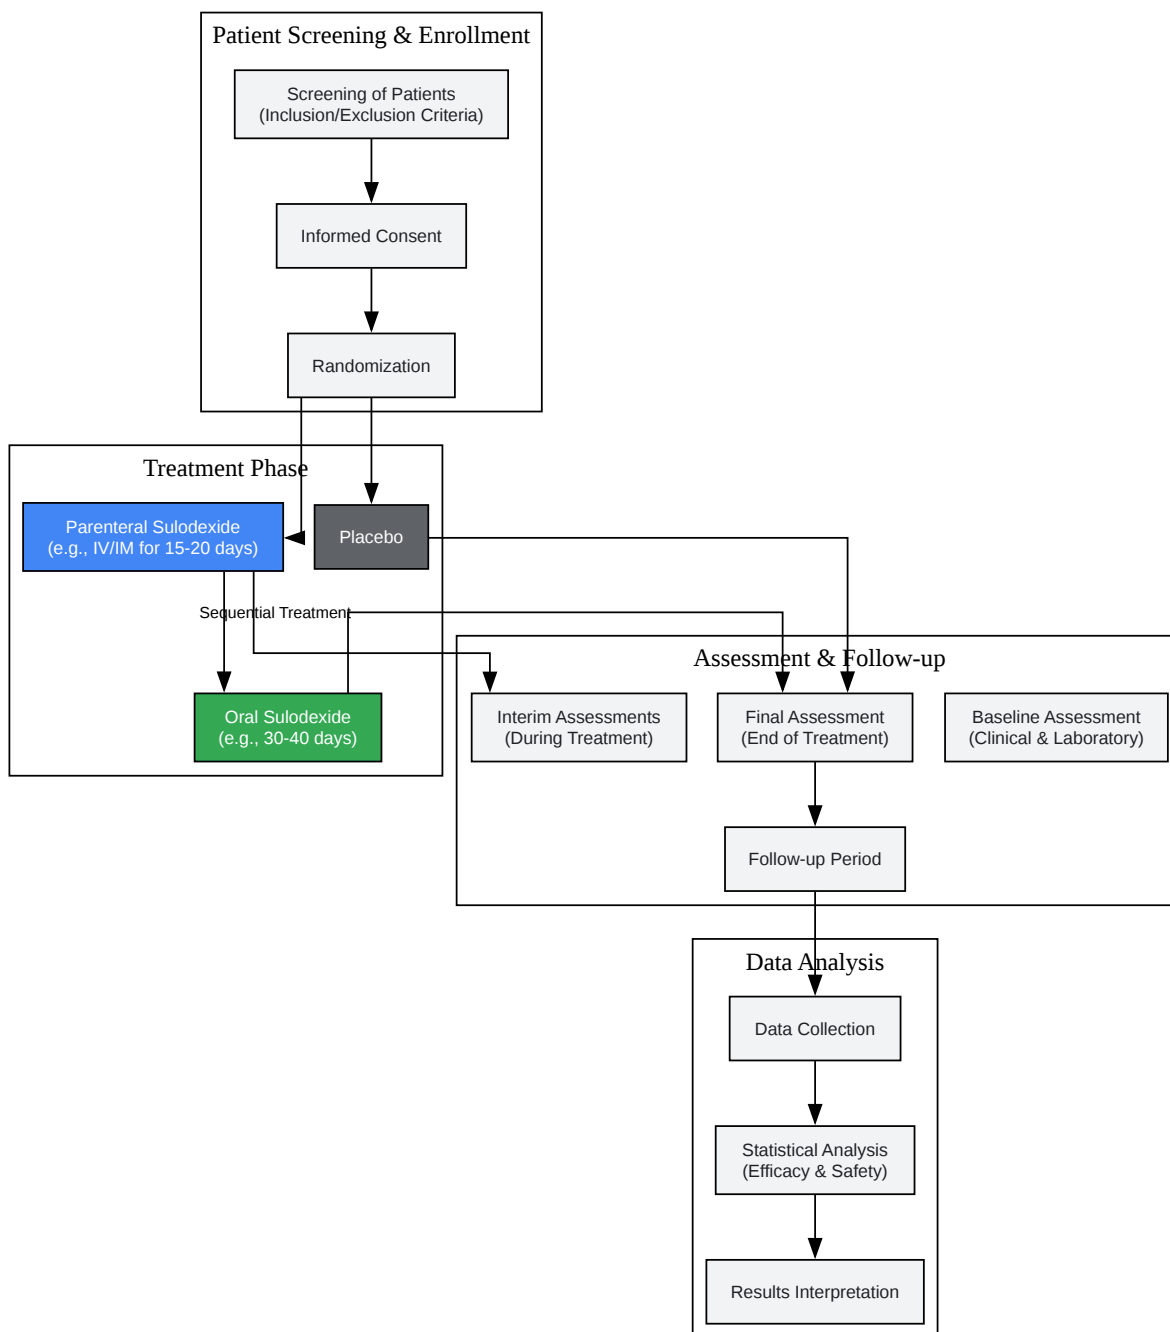 Patient Screening & Enrollment
Screening of Patients
(Inclusion/Exclusion Criteria)
Informed Consent
Randomization
Treatment Phase
Parenteral Sulodexide
(e.g., IV/IM for 15-20 days)
Placebo
Sequential Treatment
Oral Sulodexide
(e.g., 30-40 days)
Assessment & Follow-up
Interim Assessments
(During Treatment)
Final Assessment
(End of Treatment)
Baseline Assessment
(Clinical & Laboratory)
Follow-up Period
Data Analysis
Data Collection
Statistical Analysis
(Efficacy & Safety)
Results Interpretation